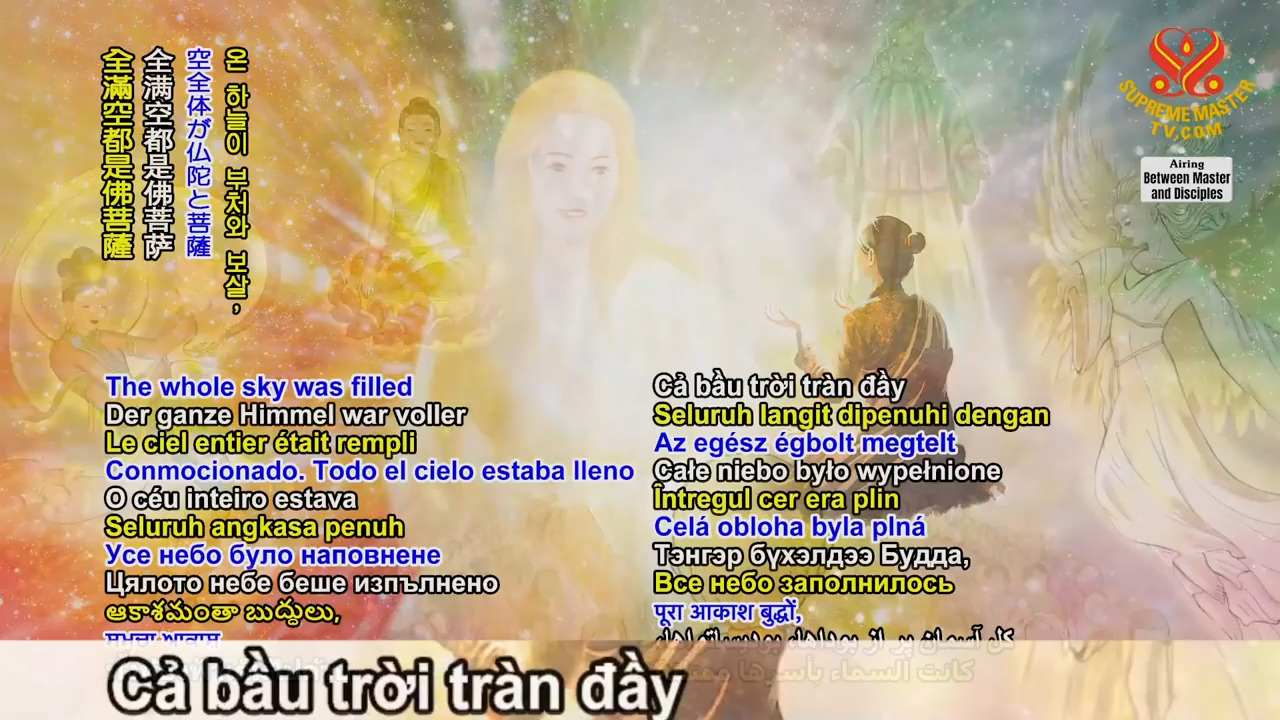 全滿空都是佛菩薩
全满空都是佛菩萨
空全体が仏陀と菩薩
온 하늘이 부처와 보살,
SUPREME MASTER
TV.COM
Airing
Between Master
and Disciples
The whole sky was filled
Der ganze Himmel war voller
Le ciel entier était rempli
Conmocionado. Todo el cielo estaba lleno
O céu inteiro estava
Seluruh angkasa penuh
Усе небо було наповнене
Цялото небе беше изпълнено
ఆకాశమంతా బుద్ధులు,
Cả bầu trời tràn đầy
Seluruh langit dipenuhi dengan
Az egész égbolt megtelt
Całe niebo było wypełnione
Întregul cer era plin
Celá obloha byla plná
Тэнгэр бүхэлдээ Будда,
Все небо заполнилось
पूरा आकाश बुद्धों,
كانت السماء بأسرها
Cả bầu trời tràn đầy